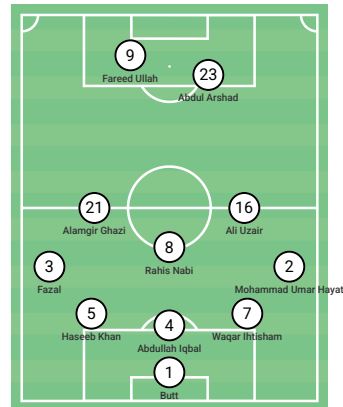 9
Fareed Ullah
23
Abdul Arshad
21
Alamgir Ghazi
16
Ali Uzair
8
Rahis Nabi
3
Fazal
2
Mohammad Umar Hayat
5
Haseeb Khan
4
Abdullah Iqbal
7
Waqar Ihtisham
1
Butt